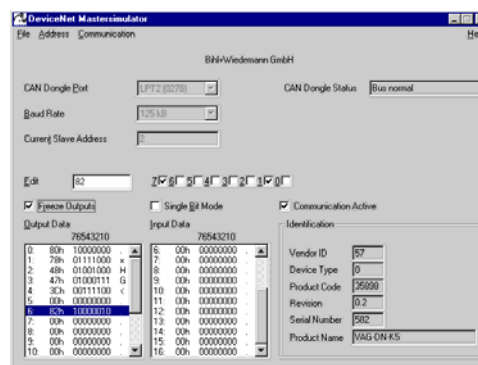 DeviceNet Mastersimulator
File Address Communication He
Bihl+Wiedemann GmbH
CAN Dongle Port LPT2 (0278) CAN Dongle Status Bus normal
Baud Rate 125 kB
Current Slave Address 2
Edit 82 7 6 5 4 3 2 1 0
Freeze Outputs Single Bit Mode Communication Active
Output Data Input Data Identification
76543210 76543210
0: 80h 10000000 . 6: 00h 00000000 .
1: 78h 01111000 x 7: 00h 00000000 .
2: 48h 01001000 H 8: 00h 00000000 .
3: 47h 01000111 G 9: 00h 00000000 .
4: 3Ch 00111100 < 10: 00h 00000000 .
5: 00h 00000000 . 11: 00h 00000000 .
6: 82h 10000010 . 12: 00h 00000000 .
7: 00h 00000000 . 13: 00h 00000000 .
8: 00h 00000000 . 14: 00h 00000000 .
9: 00h 00000000 . 15: 00h 00000000 .
10: 00h 00000000 . 16: 00h 00000000 .
Vendor ID 57
Device Type 0
Product Code 35898
Revision 0.2
Serial Number 582
Product Name VAG-DN-K5